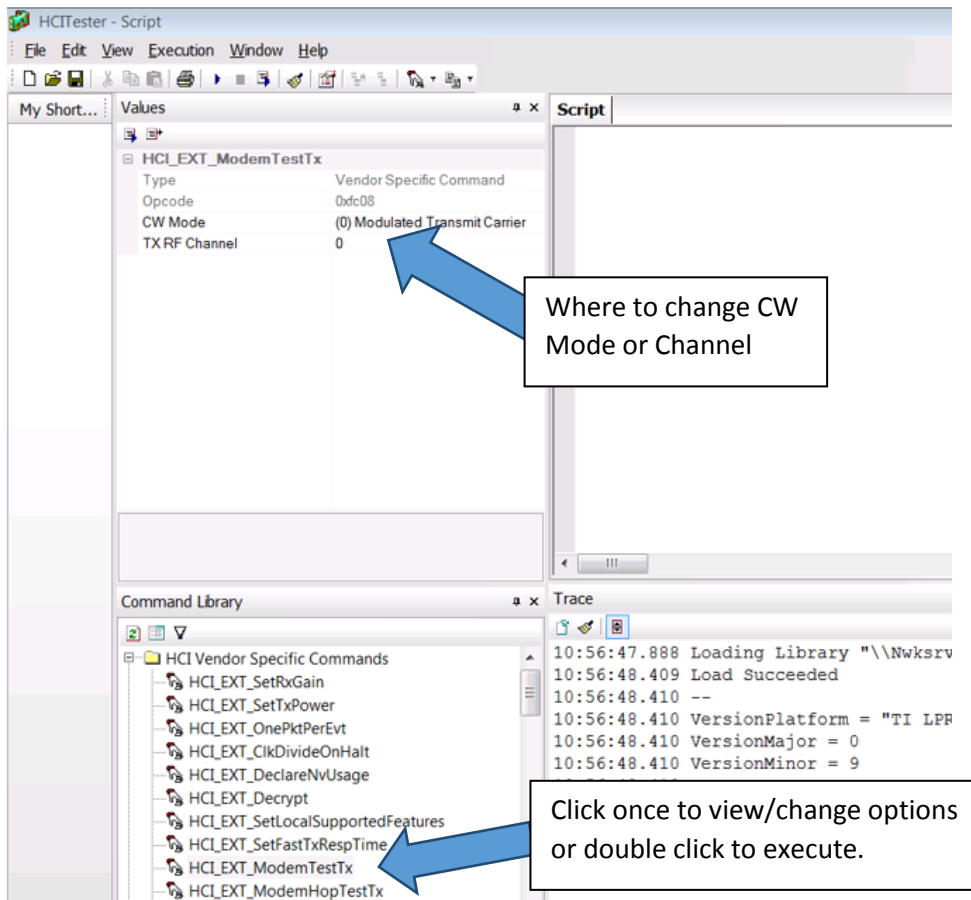 HCITester - Script
File Edit View Execution Window Help
My Short...
Values
HCI_EXT_ModemTestTx
Type Vendor Specific Command
Opcode 0xfc08
CW Mode (0) Modulated Transmit Carrier
TX RF Channel 0
Script
Where to change CW
Mode or Channel
Command Library
HCI Vendor Specific Commands
HCI_EXT_SetRxGain
HCI_EXT_SetTxPower
HCI_EXT_OnePktPerEvt
HCI_EXT_ClkDivideOnHalt
HCI_EXT_DeclareNvUsage
HCI_EXT_Decrypt
HCI_EXT_SetLocalSupportedFeatures
HCI_EXT_SetFastTxRespTime
HCI_EXT_ModemTestTx
HCI_EXT_ModemHopTestTx
Trace
10:56:47.888 Loading Library "\\Nwksrv
10:56:48.409 Load Succeeded
10:56:48.410 --
10:56:48.410 VersionPlatform = "TI LPR
10:56:48.410 VersionMajor = 0
10:56:48.410 VersionMinor = 9
Click once to view/change options
or double click to execute.